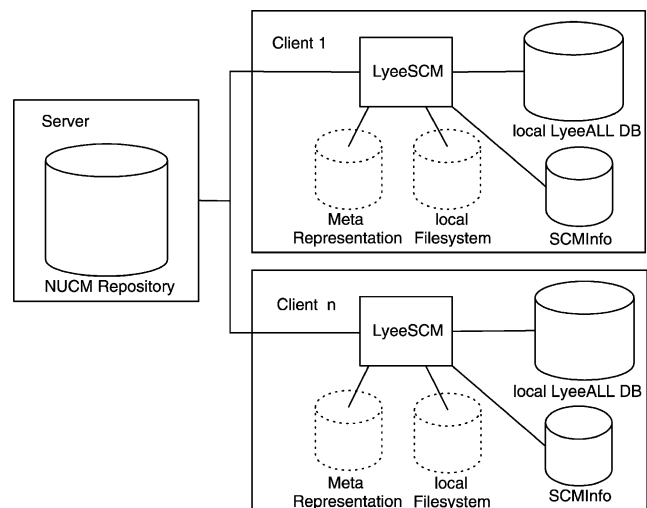 Server
NUCM Repository
Client 1
LyeeSCM
local LyeeALL DB
Meta
Representation
local
Filesystem
SCMInfo
Client n
LyeeSCM
local LyeeALL DB
Meta
Representation
local
Filesystem
SCMInfo